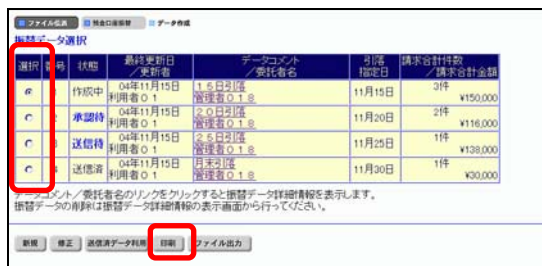 ファイル伝送 預金口座振替 データ作成
振替データ選択
選択 番号 状態 最終更新日／更新者 データコメント／委託者名 引落指定日 請求合計件数／請求合計金額
作成中 04年11月15日 利用者０１ １５日引落 管理者０１８ 11月15日 3件 ¥150,000
承認待 04年11月15日 利用者０１ ２０日引落 管理者０１８ 11月20日 2件 ¥116,000
送信待 04年11月15日 利用者０１ ２５日引落 管理者０１８ 11月25日 1件 ¥138,000
送信済 04年11月15日 利用者０１ 月末引落 管理者０１８ 11月30日 1件 ¥30,000
データコメント／委託者名のリンクをクリックすると振替データ詳細情報を表示します。
振替データの削除は振替データ詳細情報の表示画面から行ってください。
新規 修正 送信済データ利用 印刷 ファイル出力